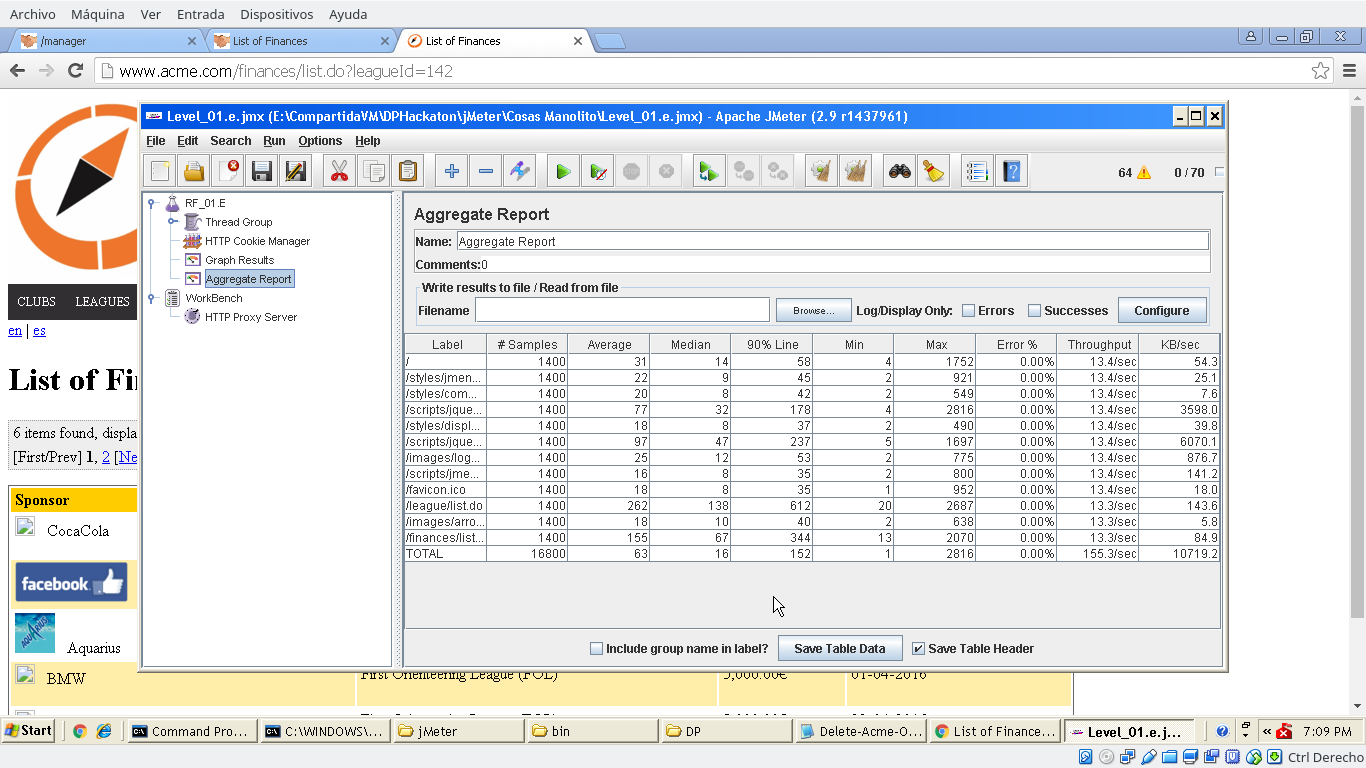 Archivo Máquina Ver Entrada Dispositivos Ayuda
/manager List of Finances List of Finances
www.acme.com/finances/list.do?leagueId=142
Level_01.e.jmx (E:\CompartidaVM\DPHackaton\jMeter\Cosas Manolito\Level_01.e.jmx) - Apache JMeter (2.9 r1437961)
File Edit Search Run Options Help
64 0 / 70
RF_01.E
Thread Group
HTTP Cookie Manager
Graph Results
Aggregate Report
WorkBench
HTTP Proxy Server
Aggregate Report
Name: Aggregate Report
Comments:0
Write results to file / Read from file
Filename Browse... Log/Display Only: Errors Successes Configure
Label # Samples Average Median 90% Line Min Max Error % Throughput KB/sec
/ 1400 31 14 58 4 1752 0.00% 13.4/sec 54.3
/styles/jmen... 1400 22 9 45 2 921 0.00% 13.4/sec 25.1
/styles/com... 1400 20 8 42 2 549 0.00% 13.4/sec 7.6
/scripts/jque... 1400 77 32 178 4 2816 0.00% 13.4/sec 3598.0
/styles/displ... 1400 18 8 37 2 490 0.00% 13.4/sec 39.8
/scripts/jque... 1400 97 47 237 5 1697 0.00% 13.4/sec 6070.1
/images/log... 1400 25 12 53 2 775 0.00% 13.4/sec 876.7
/scripts/jme... 1400 16 8 35 2 800 0.00% 13.4/sec 141.2
/favicon.ico 1400 18 8 35 1 952 0.00% 13.4/sec 18.0
/league/list.do 1400 262 138 612 20 2687 0.00% 13.3/sec 143.6
/images/arro... 1400 18 10 40 2 638 0.00% 13.4/sec 5.8
/finances/list... 1400 155 67 344 13 2070 0.00% 13.3/sec 84.9
TOTAL 16800 63 16 152 1 2816 0.00% 155.3/sec 10719.2
Include group name in label? Save Table Data Save Table Header
CLUBS LEAGUES
en | es
List of Fi
6 items found, displa
[First/Prev] 1, 2 [Ne
Sponsor
CocaCola
facebook
AQUARIUS
Aquarius
BMW First Orienteering League (FOL) 5,000.00€ 01-04-2016
Start Command Pro... C:\WINDOWS\... jMeter bin DP Delete-Acme-O... List of Finance... Level_01.e.j... « 7:09 PM
Ctrl Derecho